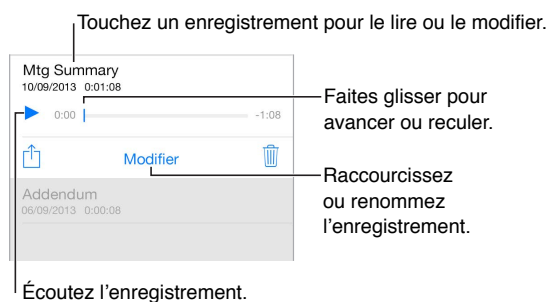 Touchez un enregistrement pour le lire ou le modifier.
Mtg Summary
10/09/2013 0:01:08
0:00 -1:08
Faites glisser pour
avancer ou reculer.
Modifier
Raccourcissez
ou renommez
l’enregistrement.
Addendum
06/09/2013 0:00:08
Écoutez l’enregistrement.